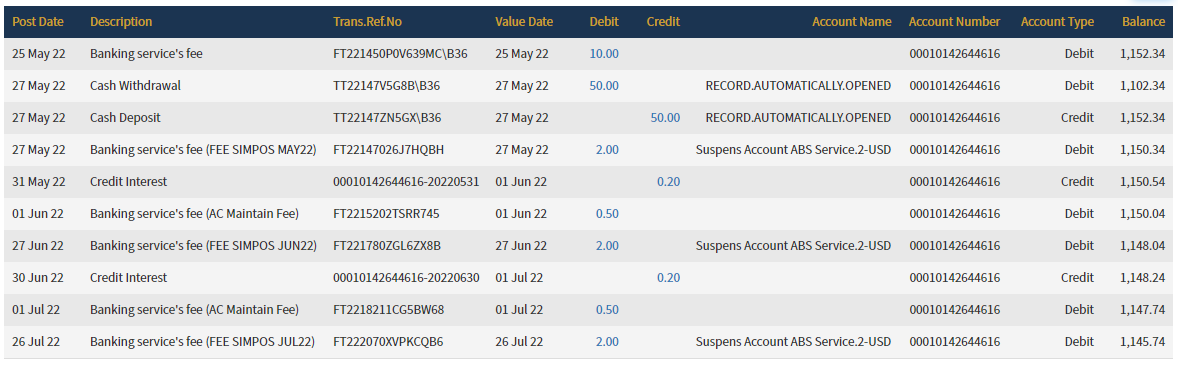 Post Date Description Trans.Ref.No Value Date Debit Credit Account Name Account Number Account Type Balance
25 May 22 Banking service's fee FT221450P0V639MC\B36 25 May 22 10.00 00010142644616 Debit 1,152.34
27 May 22 Cash Withdrawal TT22147V5G8B\B36 27 May 22 50.00 RECORD.AUTOMATICALLY.OPENED 00010142644616 Debit 1,102.34
27 May 22 Cash Deposit TT22147ZN5GX\B36 27 May 22 50.00 RECORD.AUTOMATICALLY.OPENED 00010142644616 Credit 1,152.34
27 May 22 Banking service's fee (FEE SIMPOS MAY22) FT22147026J7HQBH 27 May 22 2.00 Suspens Account ABS Service.2-USD 00010142644616 Debit 1,150.34
31 May 22 Credit Interest 00010142644616-20220531 01 Jun 22 0.20 00010142644616 Credit 1,150.54
01 Jun 22 Banking service's fee (AC Maintain Fee) FT2215202TSRR745 01 Jun 22 0.50 00010142644616 Debit 1,150.04
27 Jun 22 Banking service's fee (FEE SIMPOS JUN22) FT221780ZGL6ZX8B 27 Jun 22 2.00 Suspens Account ABS Service.2-USD 00010142644616 Debit 1,148.04
30 Jun 22 Credit Interest 00010142644616-20220630 01 Jul 22 0.20 00010142644616 Credit 1,148.24
01 Jul 22 Banking service's fee (AC Maintain Fee) FT2218211CG5BW68 01 Jul 22 0.50 00010142644616 Debit 1,147.74
26 Jul 22 Banking service's fee (FEE SIMPOS JUL22) FT222070XVPKCQB6 26 Jul 22 2.00 Suspens Account ABS Service.2-USD 00010142644616 Debit 1,145.74